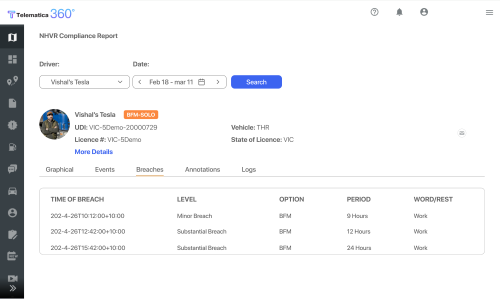 Telematica 360°
NHVR Compliance Report
Driver: Date:
Vishal's Tesla Feb 18 - mar 11 Search
Vishal's Tesla BFM-SOLO
UDI: VIC-5Demo-20000729 Vehicle: THR
Licence #: VIC-5Demo State of Licence: VIC
More Details
Graphical Events Breaches Annotations Logs
TIME OF BREACH LEVEL OPTION PERIOD WORD/REST
202-4-26T10:12:00+10:00 Minor Breach BFM 9 Hours Work
202-4-26T12:42:00+10:00 Substantial Breach BFM 12 Hours Work
202-4-26T15:42:00+10:00 Substantial Breach BFM 24 Hours Work